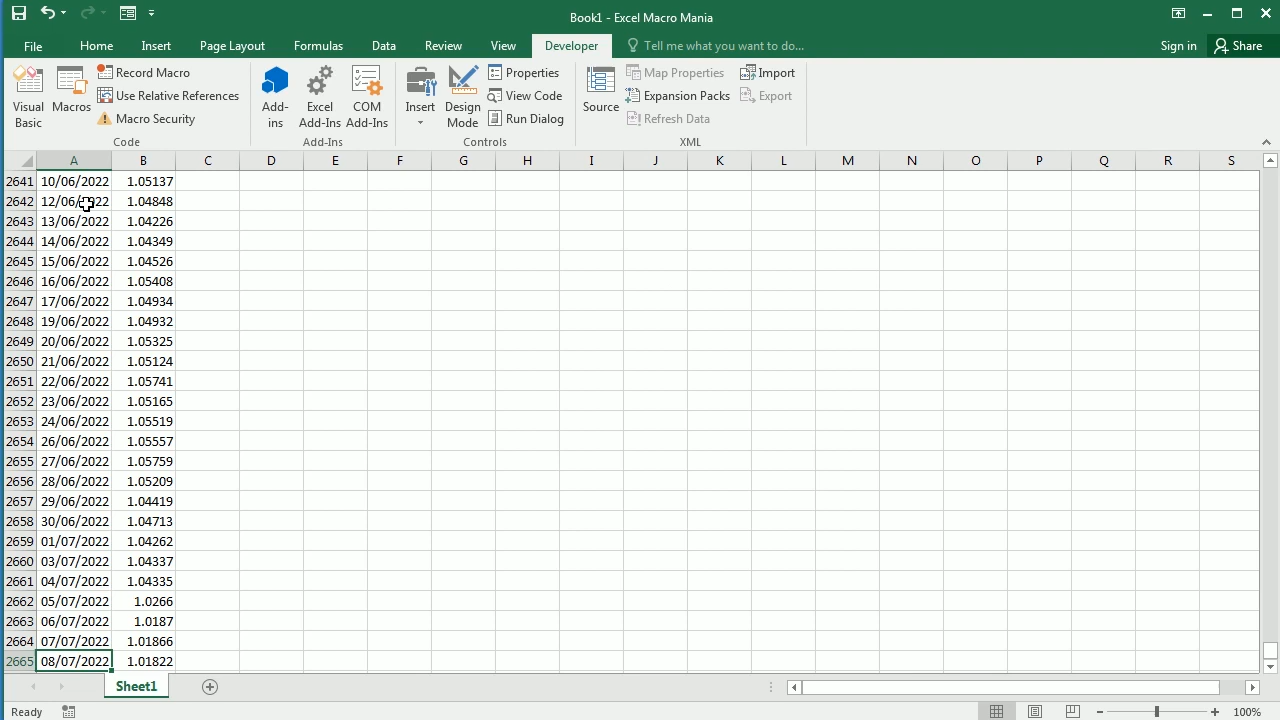 Book1 - Excel Macro Mania
File Home Insert Page Layout Formulas Data Review View Developer Tell me what you want to do... Sign in Share
Visual Basic
Macros
Record Macro
Use Relative References
Macro Security
Code
Add-ins
Excel Add-Ins
COM Add-Ins
Add-Ins
Insert
Design Mode
Properties
View Code
Run Dialog
Controls
Source
Map Properties
Expansion Packs
Refresh Data
Import
Export
XML
A B C D E F G H I J K L M N O P Q R S
2641 10/06/2022 1.05137
2642 12/06/2022 1.04848
2643 13/06/2022 1.04226
2644 14/06/2022 1.04349
2645 15/06/2022 1.04526
2646 16/06/2022 1.05408
2647 17/06/2022 1.04934
2648 19/06/2022 1.04932
2649 20/06/2022 1.05325
2650 21/06/2022 1.05124
2651 22/06/2022 1.05741
2652 23/06/2022 1.05165
2653 24/06/2022 1.05519
2654 26/06/2022 1.05557
2655 27/06/2022 1.05759
2656 28/06/2022 1.05209
2657 29/06/2022 1.04419
2658 30/06/2022 1.04713
2659 01/07/2022 1.04262
2660 03/07/2022 1.04337
2661 04/07/2022 1.04335
2662 05/07/2022 1.0266
2663 06/07/2022 1.0187
2664 07/07/2022 1.01866
2665 08/07/2022 1.01822
Sheet1
Ready
100%